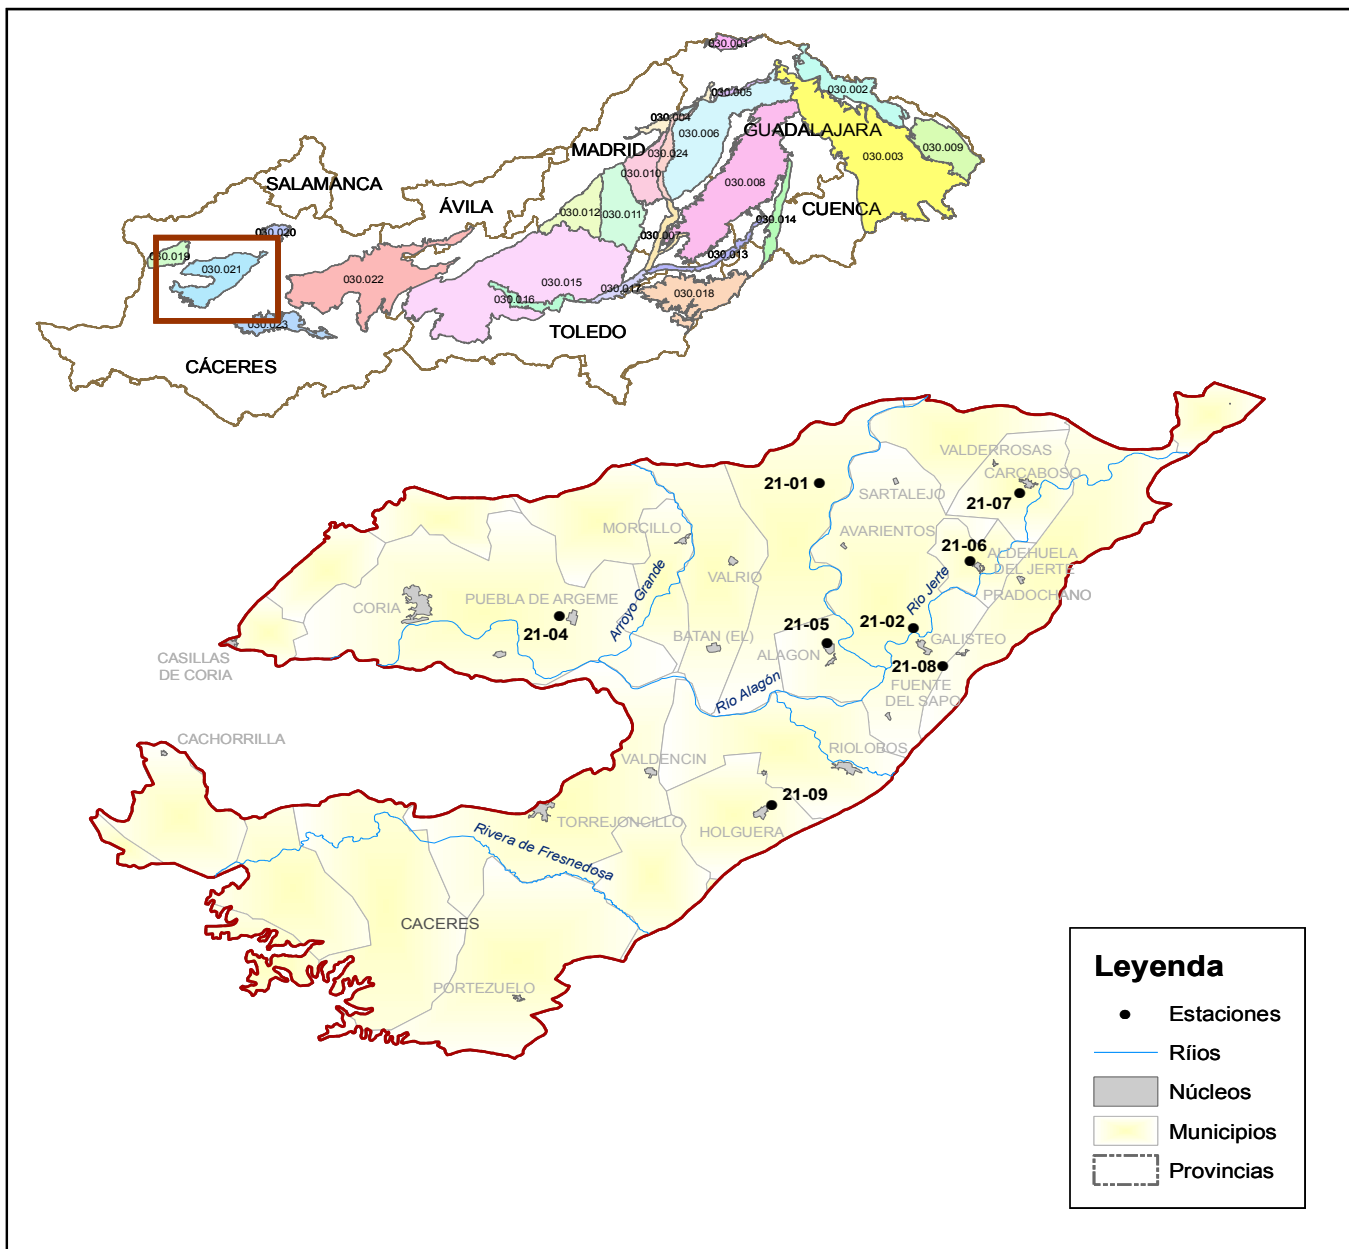 030.001
030.002
030.005
030.004
030.006
GUADALAJARA
MADRID
030.024
030.003
030.009
030.010
030.008
SALAMANCA
ÁVILA
030.012
030.011
CUENCA
030.014
030.020
030.007
030.019
030.021
030.013
030.022
030.015
030.017
030.018
030.016
030.023
TOLEDO
CÁCERES
VALDERROSAS
CARCABOSO
21-01
SARTALEJO
21-07
MORCILLO
AVARIENTOS
21-06
ALDEHUELA
DEL JERTE
VALRIO
PRADOCHANO
Río Jerte
Arroyo Grande
CORIA
PUEBLA DE ARGEME
21-04
21-05
21-02
BATAN (EL)
ALAGON
GALISTEO
CASILLAS
DE CORIA
21-08
FUENTE
DEL SAPO
Río Alagón
CACHORRILLA
VALDENCIN
RIOLOBOS
21-09
TORREJONCILLO
HOLGUERA
Rivera de Fresnedosa
CACERES
PORTEZUELO
Leyenda
Estaciones
Ríios
Núcleos
Municipios
Provincias